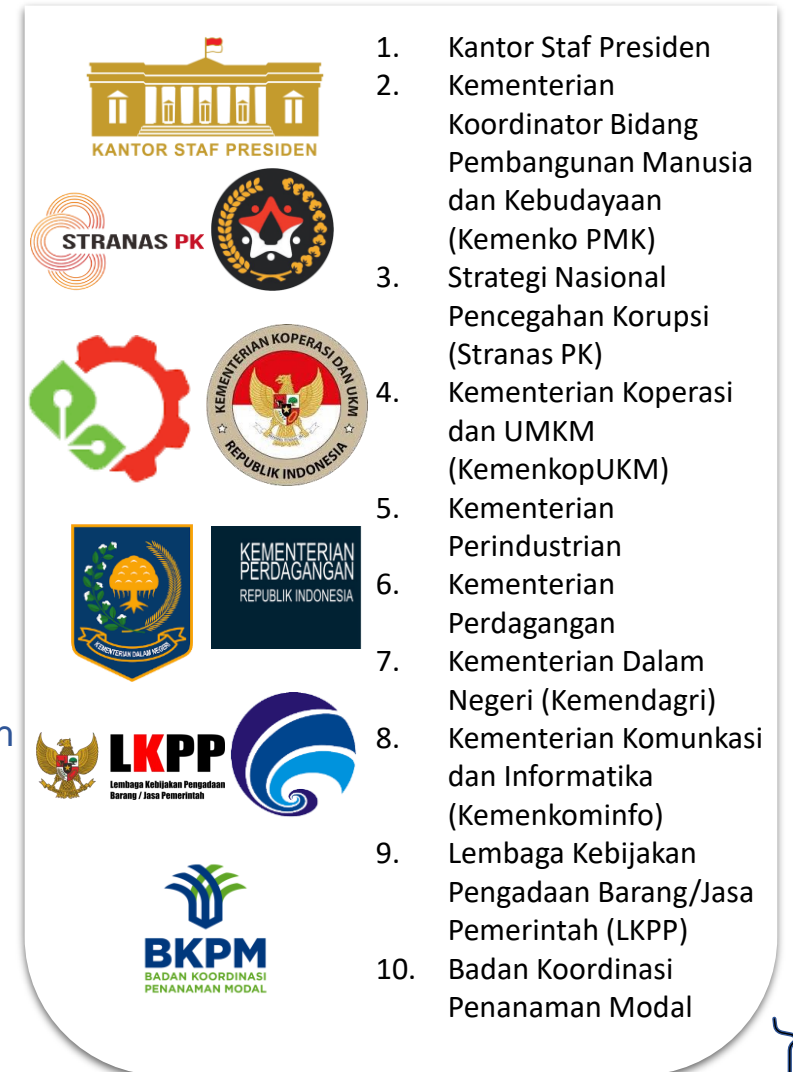 KANTOR STAF PRESIDEN
STRANAS PK
KEMENTERIAN KOPERASI DAN UKM
REPUBLIK INDONESIA
KEMENTERIAN DALAM NEGERI
KEMENTERIAN
PERDAGANGAN
REPUBLIK INDONESIA
LKPP
Lembaga Kebijakan Pengadaan
Barang / Jasa Pemerintah
BKPM
BADAN KOORDINASI
PENANAMAN MODAL
1. Kantor Staf Presiden
2. Kementerian
Koordinator Bidang
Pembangunan Manusia
dan Kebudayaan
(Kemenko PMK)
3. Strategi Nasional
Pencegahan Korupsi
(Stranas PK)
4. Kementerian Koperasi
dan UMKM
(KemenkopUKM)
5. Kementerian
Perindustrian
6. Kementerian
Perdagangan
7. Kementerian Dalam
Negeri (Kemendagri)
8. Kementerian Komunkasi
dan Informatika
(Kemenkominfo)
9. Lembaga Kebijakan
Pengadaan Barang/Jasa
Pemerintah (LKPP)
10. Badan Koordinasi
Penanaman Modal